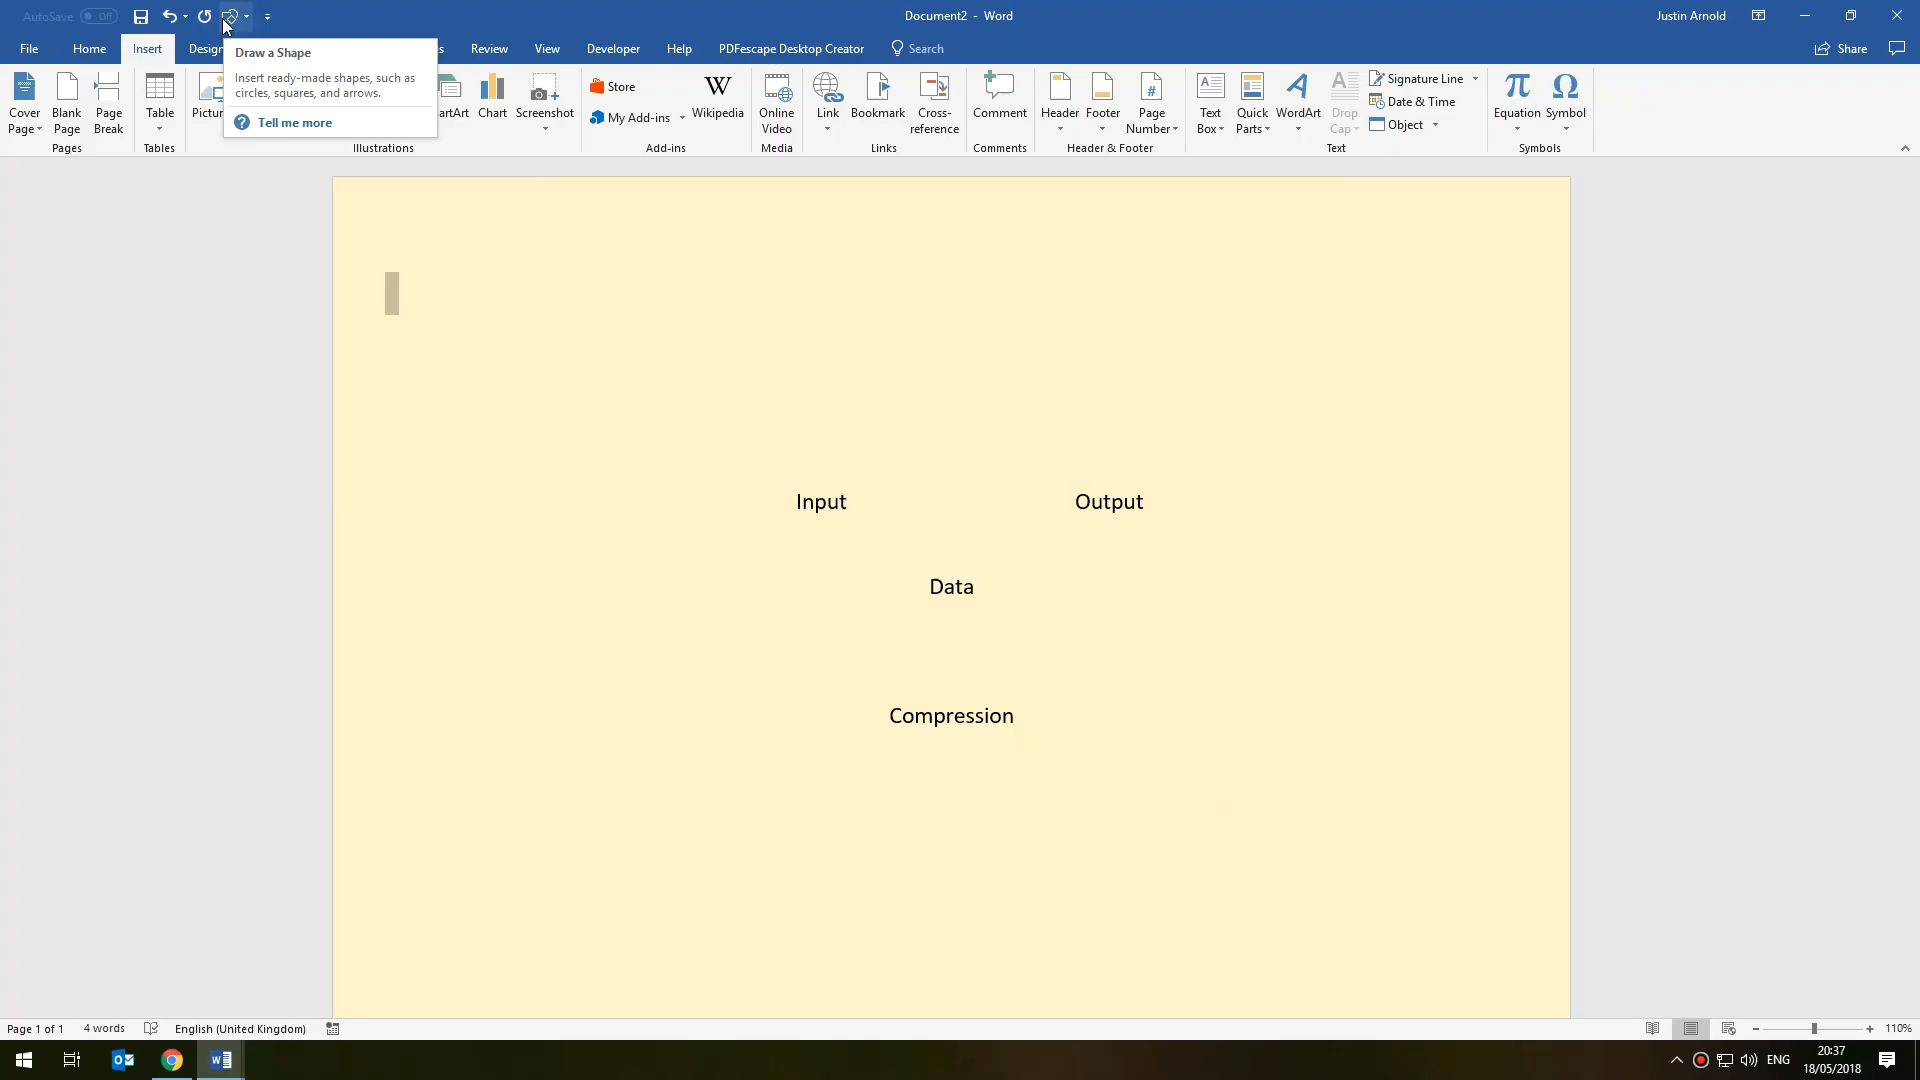 AutoSave Off
Document2 - Word
Justin Arnold
File Home Insert Design Review View Developer Help PDFescape Desktop Creator Search Share
Draw a Shape
Insert ready-made shapes, such as
circles, squares, and arrows.
? Tell me more
Cover
Page
Blank
Page
Page
Break
Pages
Table
Tables
Chart
Screenshot
Illustrations
Store
My Add-ins
W
Wikipedia
Add-ins
Online
Video
Media
Link
Bookmark
Cross-
reference
Links
Comment
Comments
Header
Footer
#
Page
Number
Header & Footer
Text
Box
Quick
Parts
WordArt
Drop
Cap
Signature Line
Date & Time
Object
Text
π
Equation
Ω
Symbol
Symbols
Input
Output
Data
Compression
Page 1 of 1
4 words
English (United Kingdom)
110%
ENG
20:37
18/05/2018